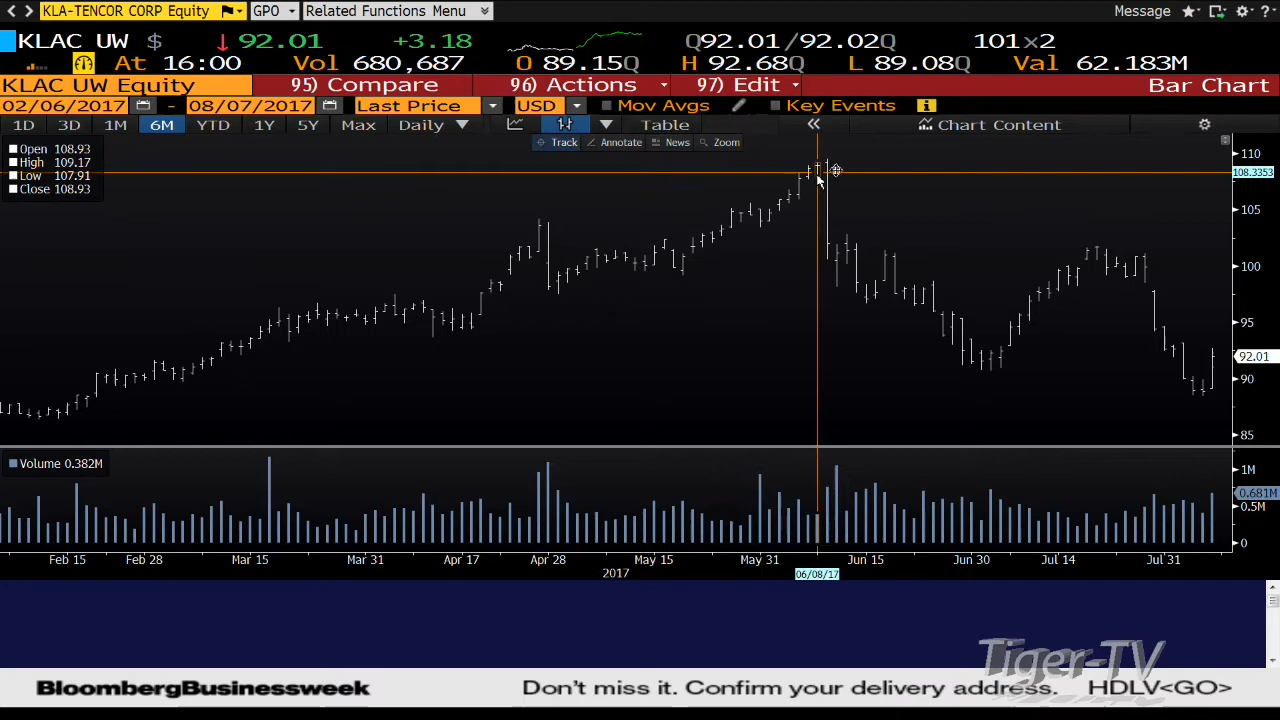 KLA-TENCOR CORP Equity GPO Related Functions Menu Message ?
KLAC UW $ ↓ 92.01 +3.18 Q92.01/92.02Q 101x2
At 16:00 Vol 680,687 O 89.15Q H 92.68Q L 89.08Q Val 62.183M
KLAC UW Equity 95) Compare 96) Actions 97) Edit Bar Chart
02/06/2017 - 08/07/2017 Last Price USD Mov Avgs Key Events i
1D 3D 1M 6M YTD 1Y 5Y Max Daily Table « Chart Content
Track Annotate News Zoom
Open 108.93
High 109.17
Low 107.91
Close 108.93
110
108.3353
105
100
95
92.01
90
85
Volume 0.382M
1M
0.681M
0.5M
0
Feb 15 Feb 28 Mar 15 Mar 31 Apr 17 Apr 28 May 15 May 31 Jun 15 Jun 30 Jul 14 Jul 31
2017 06/08/17
Tiger-TV
BloombergBusinessweek Don't miss it. Confirm your delivery address. HDLV<GO>